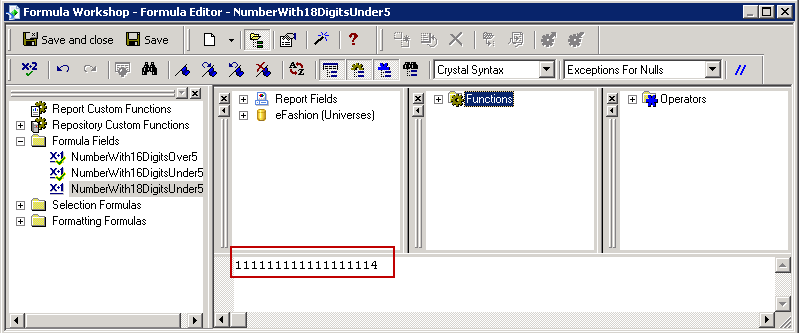 Formula Workshop - Formula Editor - NumberWith18DigitsUnder5
Save and close Save
Crystal Syntax Exceptions For Nulls //
Report Custom Functions
Repository Custom Functions
Formula Fields
NumberWith16DigitsOver5
NumberWith16DigitsUnder5
NumberWith18DigitsUnder5
Selection Formulas
Formatting Formulas
Report Fields
eFashion (Universes)
Functions
Operators
111111111111111114